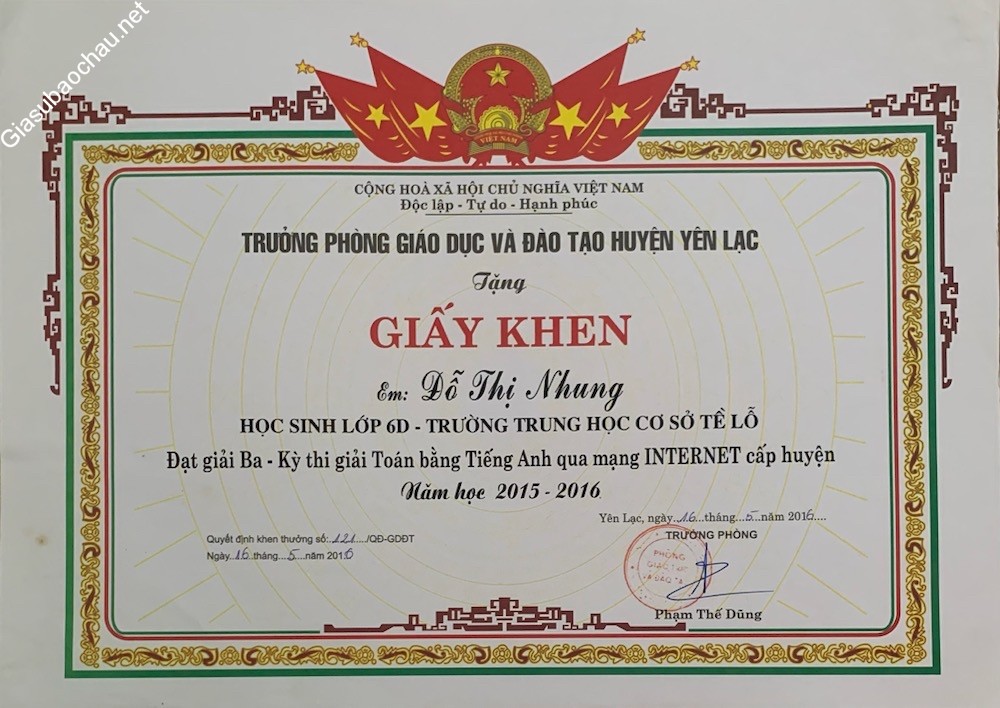 Giasubaochau.net
VIỆT NAM
CỘNG HOÀ XÃ HỘI CHỦ NGHĨA VIỆT NAM
Độc lập - Tự do - Hạnh phúc
TRƯỞNG PHÒNG GIÁO DỤC VÀ ĐÀO TẠO HUYỆN YÊN LẠC
Tặng
GIẤY KHEN
Em: Đỗ Thị Nhung
HỌC SINH LỚP 6D - TRƯỜNG TRUNG HỌC CƠ SỞ TỀ LỖ
Đạt giải Ba - Kỳ thi giải Toán bằng Tiếng Anh qua mạng INTERNET cấp huyện
Năm học 2015 - 2016
Yên Lạc, ngày..16...tháng...5...năm 2016....
Quyết định khen thưởng số:.121..../QĐ-GDĐT
Ngày.16.tháng...5....năm 2016
TRƯỞNG PHÒNG
PHÒNG
Phạm Thế Dũng